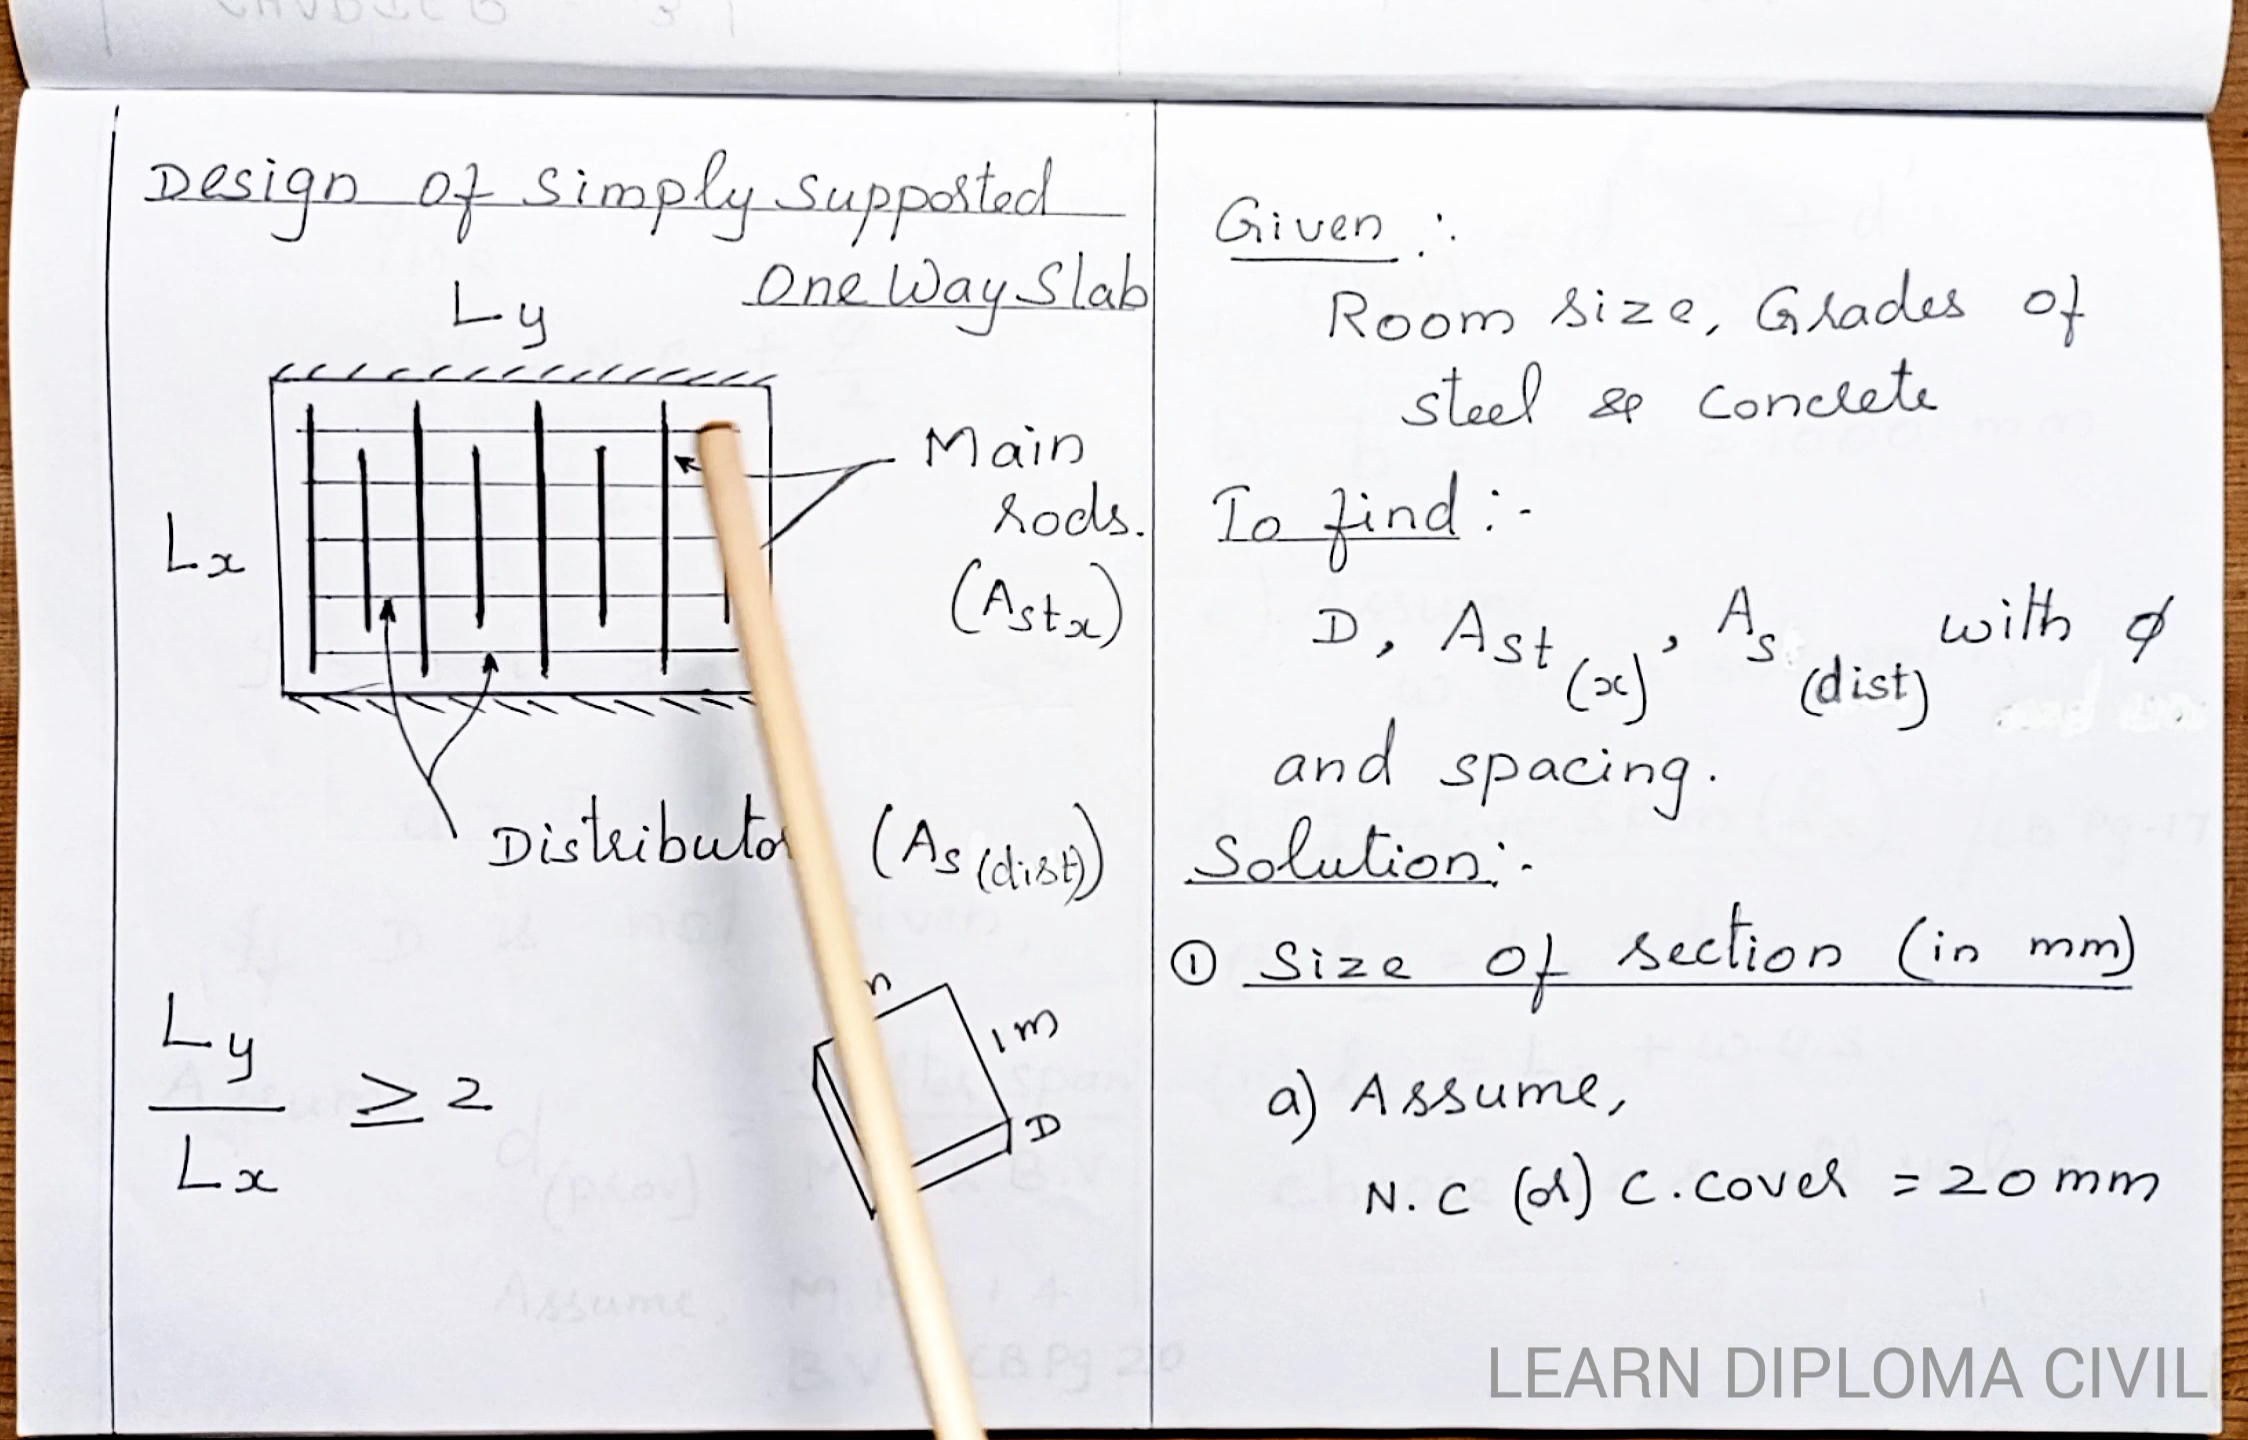 Design of Simply Supported
One Way Slab
Ly
Lx
Main
rods.
(Astx)
Distributor (As(dist))
Ly
Lx
≥ 2
1m
D
Given :
Room size, Grades of
steel & concrete
To find :-
D, Ast(x), As(dist) with ϕ
and spacing.
Solution :-
① Size of section (in mm)
a) Assume,
N.C (or) C.cover = 20 mm
LEARN DIPLOMA CIVIL